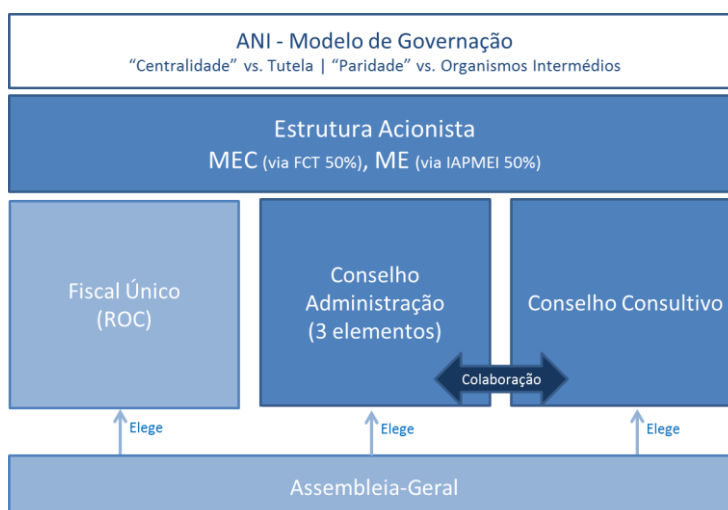 ANI - Modelo de Governação
“Centralidade” vs. Tutela | “Paridade” vs. Organismos Intermédios
Estrutura Acionista
MEC (via FCT 50%), ME (via IAPMEI 50%)
Fiscal Único
(ROC)
Conselho
Administração
(3 elementos)
Conselho Consultivo
Colaboração
Elege
Elege
Elege
Assembleia-Geral